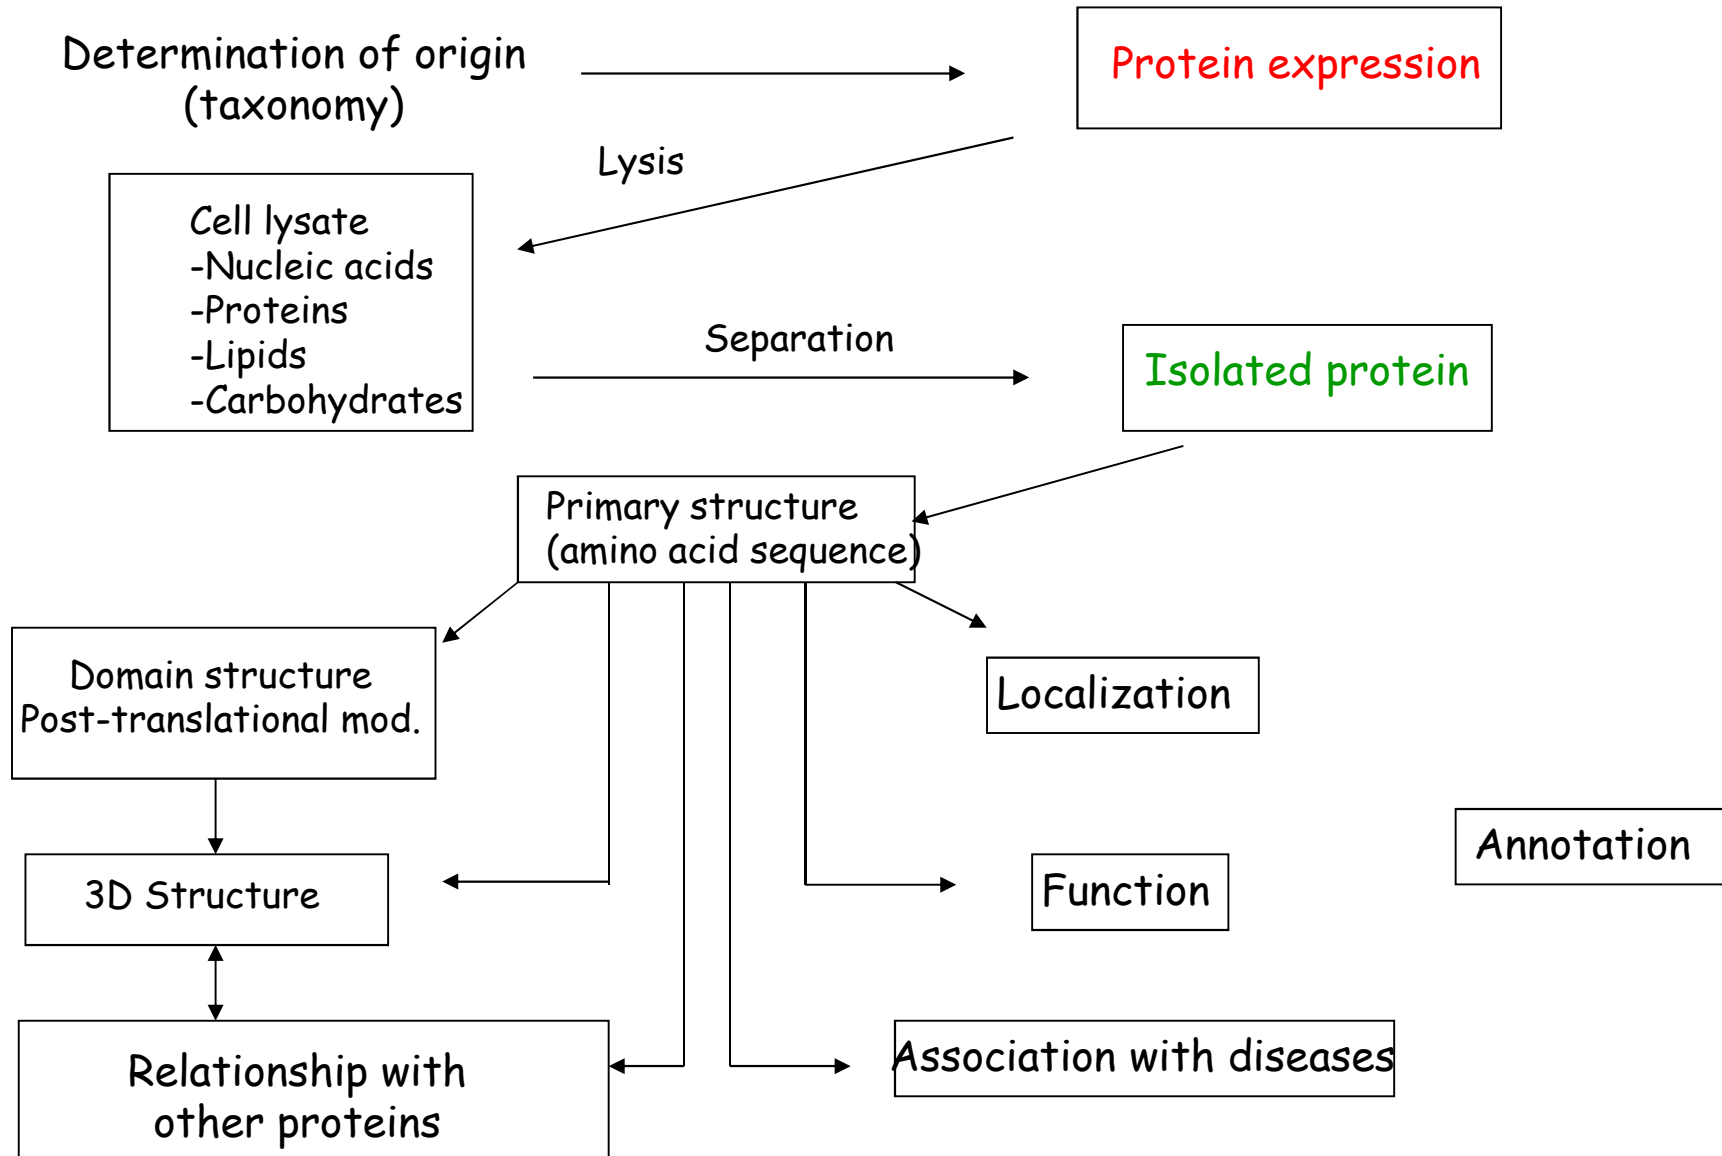 Determination of origin
(taxonomy)
Protein expression
Lysis
Cell lysate
-Nucleic acids
-Proteins
-Lipids
-Carbohydrates
Separation
Isolated protein
Primary structure
(amino acid sequence)
Domain structure
Post-translational mod.
Localization
3D Structure
Function
Annotation
Relationship with
other proteins
Association with diseases